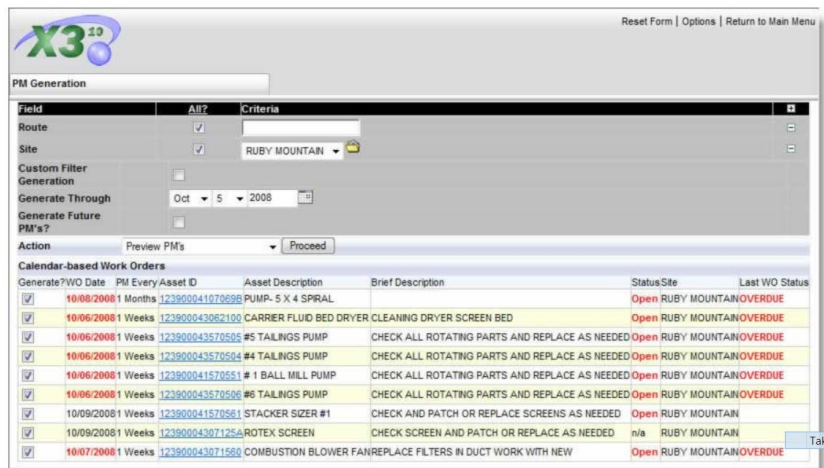 Reset Form | Options | Return to Main Menu
X3 10
PM Generation
Field All? Criteria
Route
Site RUBY MOUNTAIN
Custom Filter
Generation
Generate Through Oct 5 2008
Generate Future
PM's?
Action Preview PM's Proceed
Calendar-based Work Orders
Generate? WO Date PM Every Asset ID Asset Description Brief Description Status Site Last WO Status
10/08/2008 1 Months 12390004107069B PUMP- 5 X 4 SPIRAL Open RUBY MOUNTAIN OVERDUE
10/06/2008 1 Weeks 123900043062100 CARRIER FLUID BED DRYER CLEANING DRYER SCREEN BED Open RUBY MOUNTAIN OVERDUE
10/06/2008 1 Weeks 123900043570505 #5 TAILINGS PUMP CHECK ALL ROTATING PARTS AND REPLACE AS NEEDED Open RUBY MOUNTAIN OVERDUE
10/06/2008 1 Weeks 123900043570504 #4 TAILINGS PUMP CHECK ALL ROTATING PARTS AND REPLACE AS NEEDED Open RUBY MOUNTAIN OVERDUE
10/06/2008 1 Weeks 123900041570551 # 1 BALL MILL PUMP CHECK ALL ROTATING PARTS AND REPLACE AS NEEDED Open RUBY MOUNTAIN OVERDUE
10/06/2008 1 Weeks 123900043570506 #6 TAILINGS PUMP CHECK ALL ROTATING PARTS AND REPLACE AS NEEDED Open RUBY MOUNTAIN OVERDUE
10/09/2008 1 Weeks 123900041570561 STACKER SIZER #1 CHECK AND PATCH OR REPLACE SCREENS AS NEEDED Open RUBY MOUNTAIN
10/09/2008 1 Weeks 12390004307125A ROTEX SCREEN CHECK SCREEN AND PATCH OR REPLACE AS NEEDED n/a RUBY MOUNTAIN
Tal
10/07/2008 1 Weeks 123900043071560 COMBUSTION BLOWER FAN REPLACE FILTERS IN DUCT WORK WITH NEW Open RUBY MOUNTAIN OVERDUE